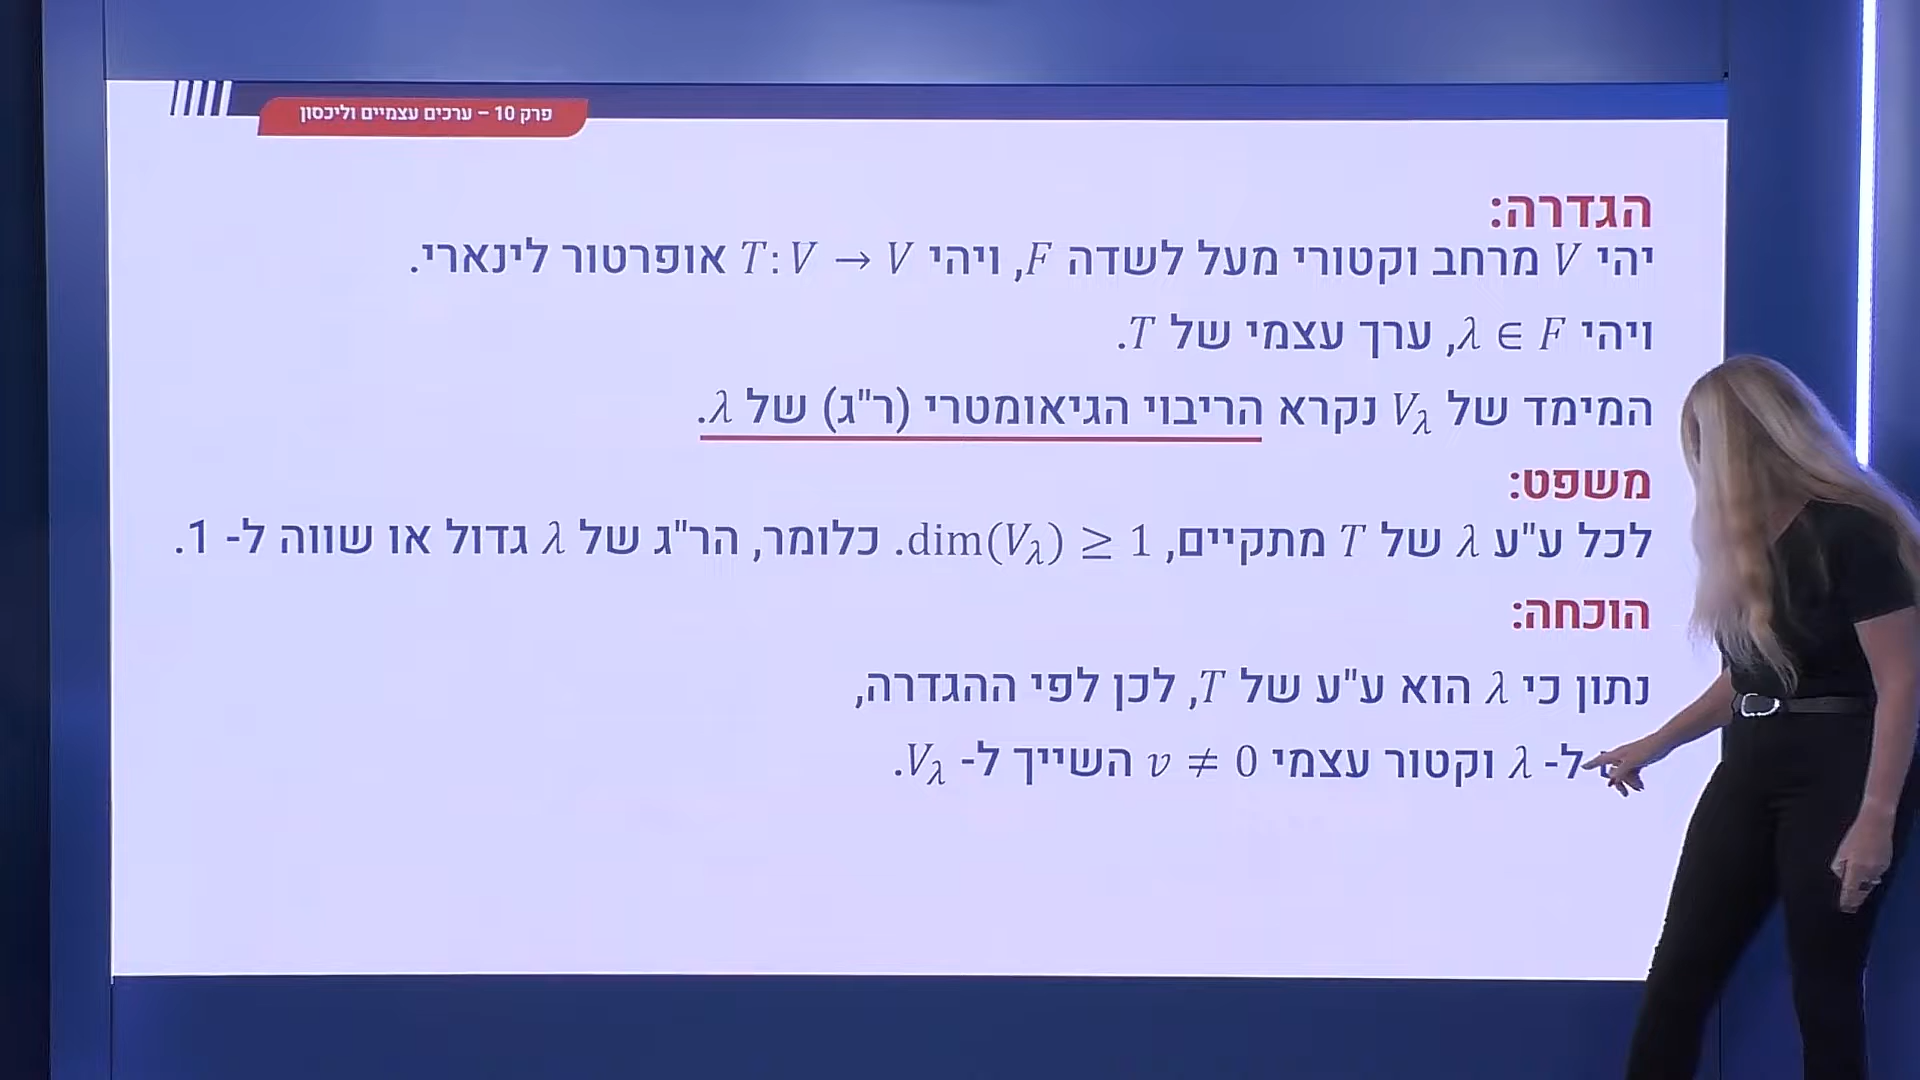 פרק 10 – ערכים עצמיים וליכסון
הגדרה:
יהי V מרחב וקטורי מעל לשדה F, ויהי T: V → V אופרטור לינארי.
ויהי λ ∈ F, ערך עצמי של T.
המימד של V_λ נקרא הריבוי הגיאומטרי (ר"ג) של λ.
משפט:
לכל ע"ע λ של T מתקיים, dim(V_λ) ≥ 1. כלומר, הר"ג של λ גדול או שווה ל- 1.
הוכחה:
נתון כי λ הוא ע"ע של T, לכן לפי ההגדרה,
ל- λ וקטור עצמי v ≠ 0 השייך ל- V_λ.